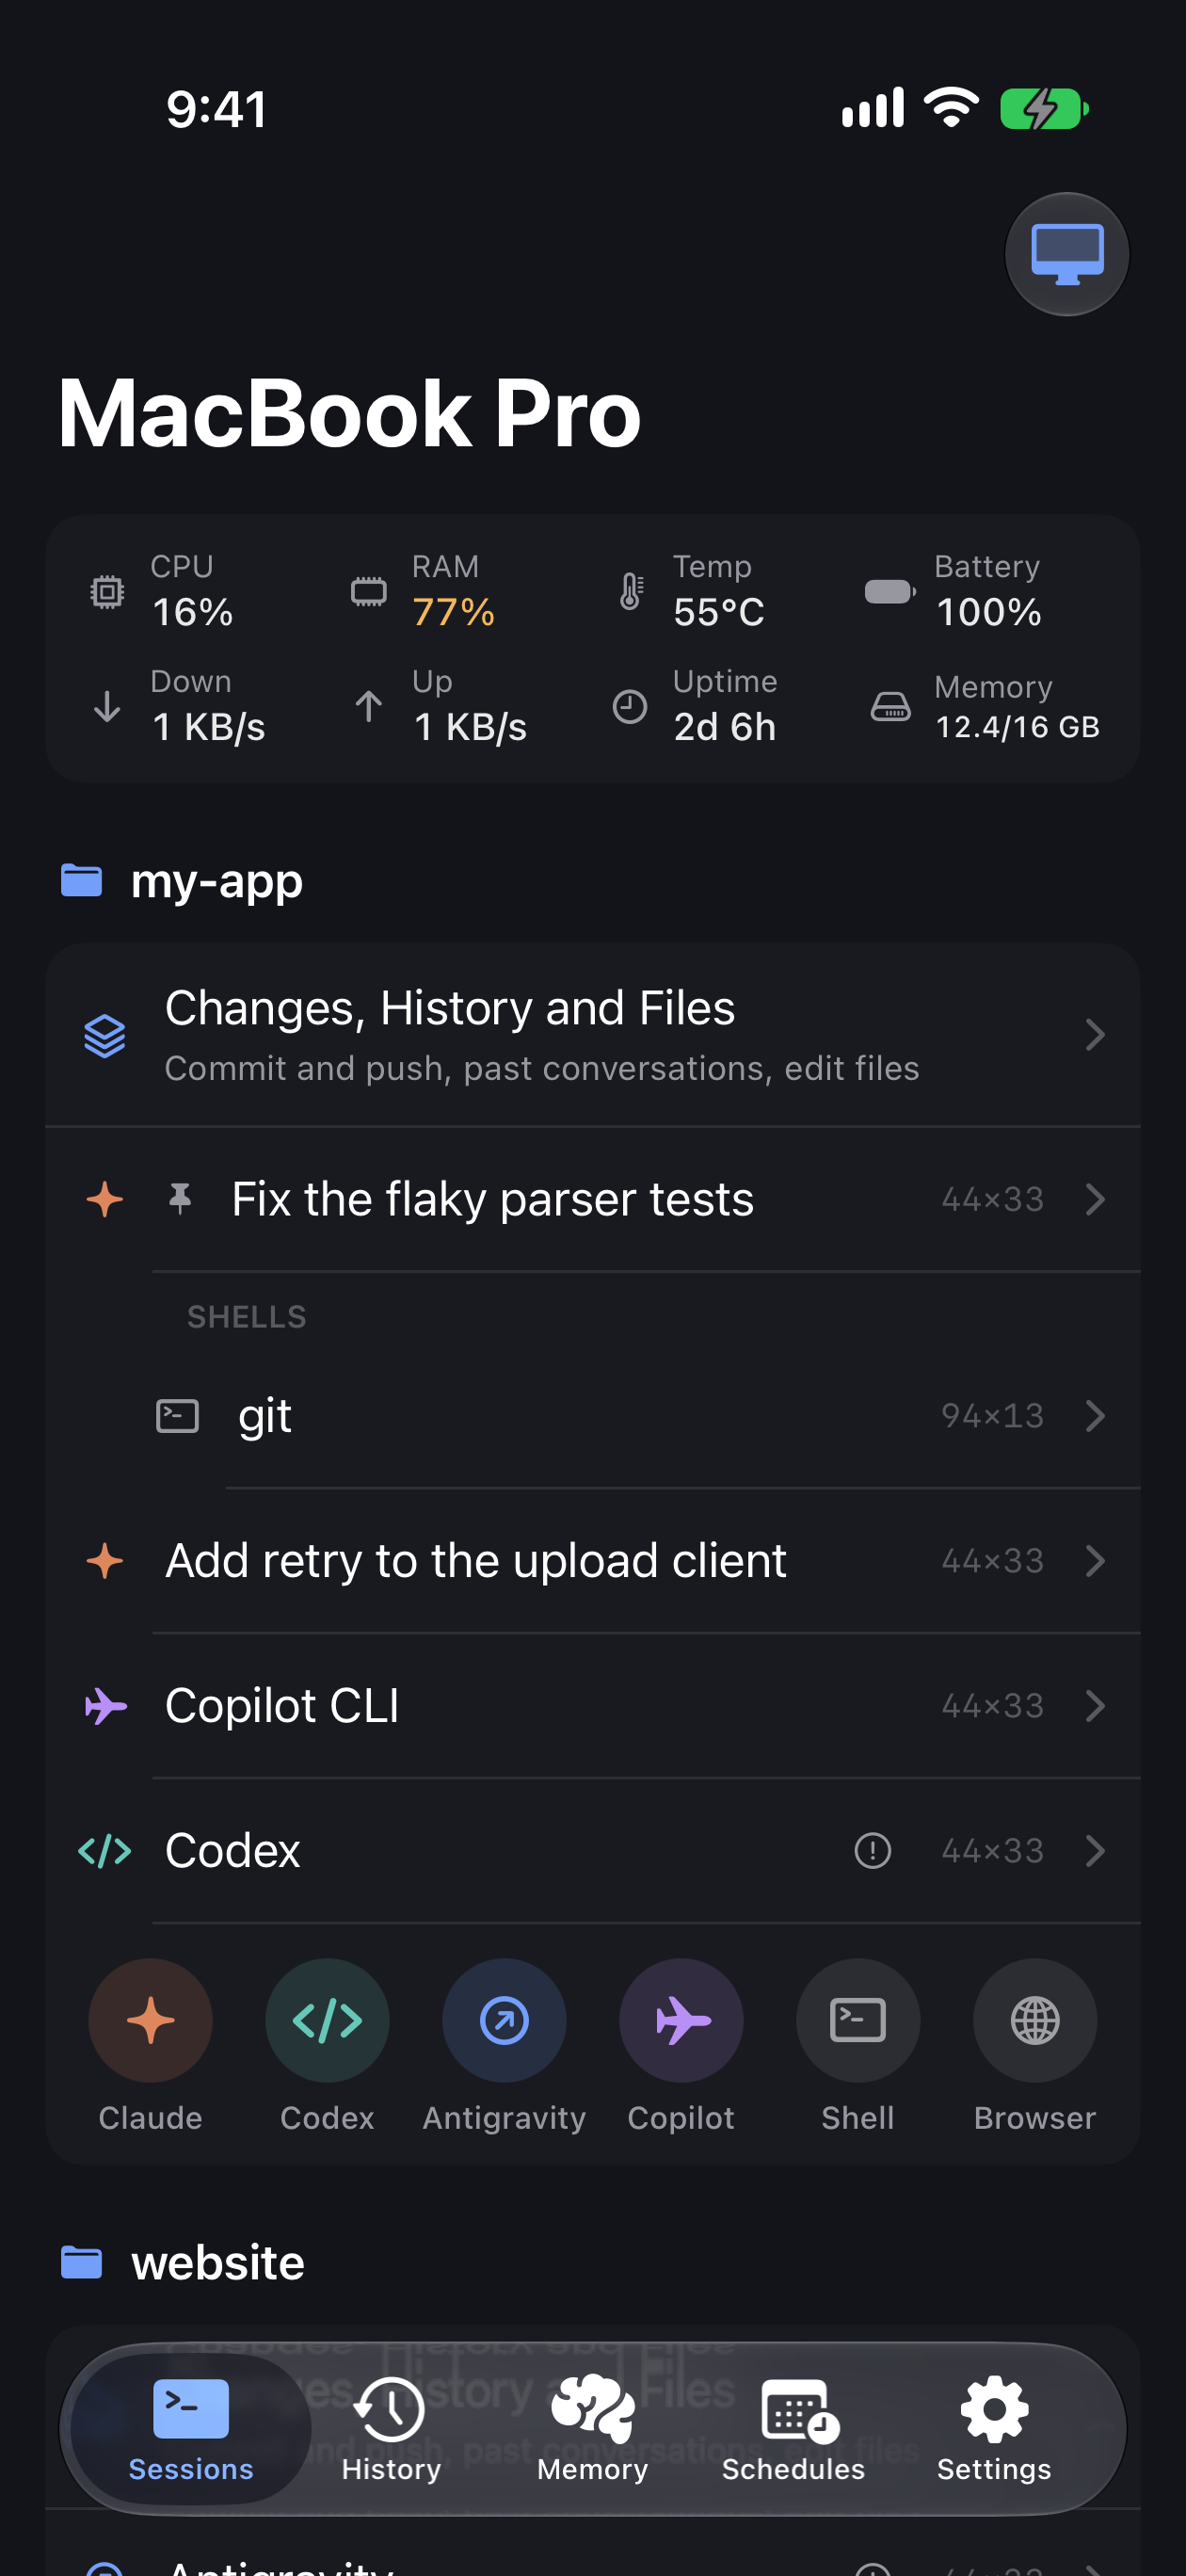 9:41
MacBook Pro
CPU
16%
RAM
77%
Temp
55°C
Battery
100%
Down
1 KB/s
Up
1 KB/s
Uptime
2d 6h
Memory
12.4/16 GB
my-app
Changes, History and Files
Commit and push, past conversations, edit files
Fix the flaky parser tests
44×33
SHELLS
git
94×13
Add retry to the upload client
44×33
Copilot CLI
44×33
Codex
44×33
Claude
Codex
Antigravity
Copilot
Shell
Browser
website
Sessions
History
Memory
Schedules
Settings
Antigravity
44×33